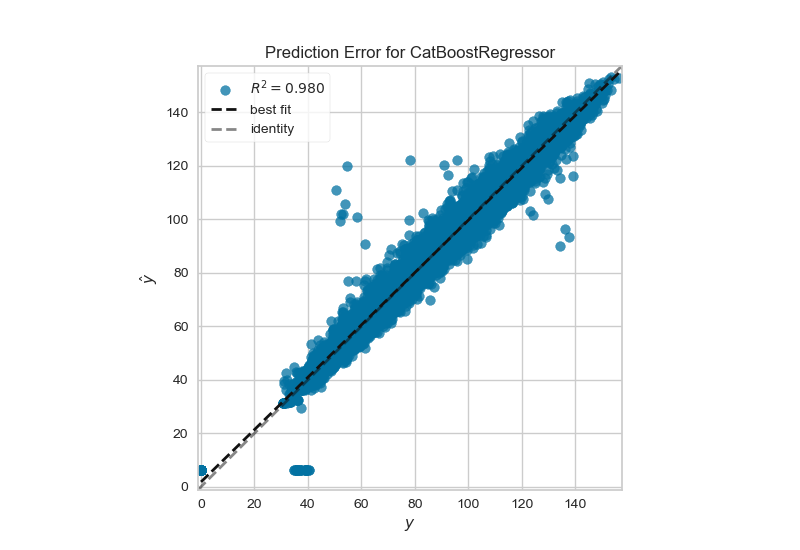 Prediction Error for CatBoostRegressor
R² = 0.980
best fit
identity
140
120
100
80
60
40
20
0
ŷ
0 20 40 60 80 100 120 140
y